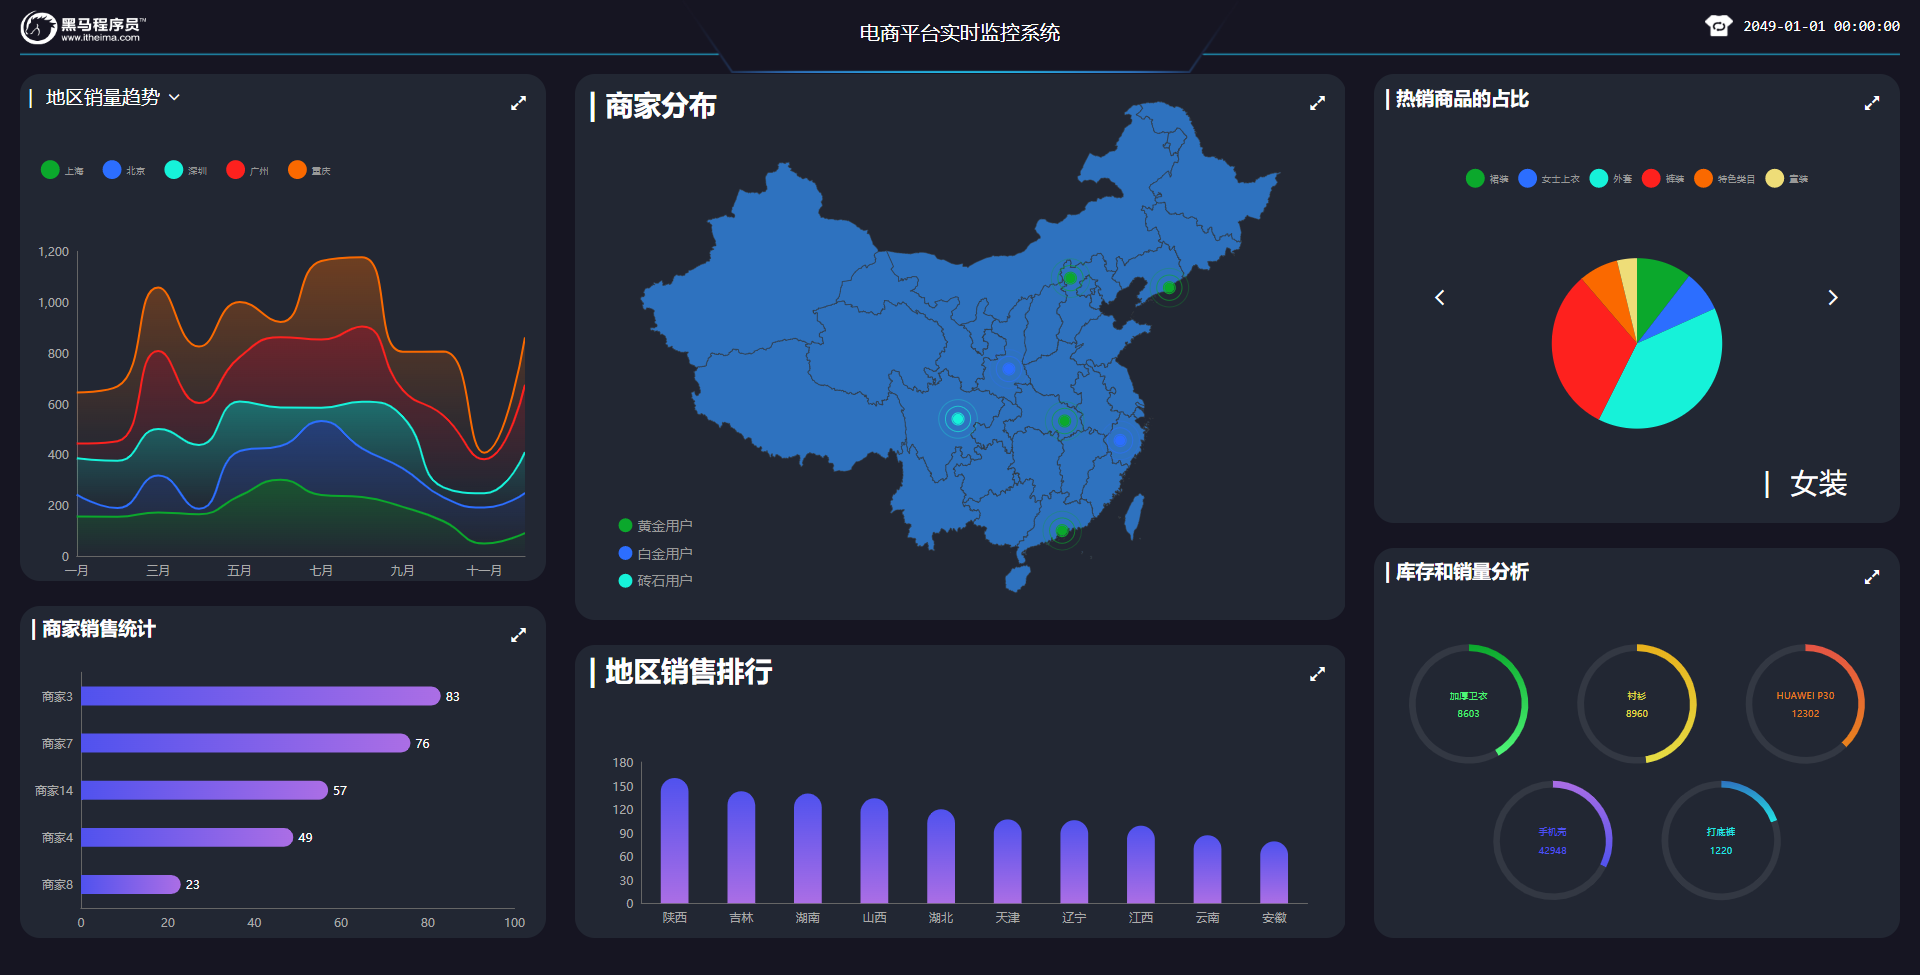 黑马程序员™
www.itheima.com
电商平台实时监控系统
2049-01-01 00:00:00
地区销量趋势
上海 北京 深圳 广州 重庆
1,200
1,000
800
600
400
200
0
一月 三月 五月 七月 九月 十一月
商家销售统计
商家3 83
商家7 76
商家14 57
商家4 49
商家8 23
0 20 40 60 80 100
商家分布
黄金用户
白金用户
砖石用户
地区销售排行
180
150
120
90
60
30
0
陕西 吉林 湖南 山西 湖北 天津 辽宁 江西 云南 安徽
热销商品的占比
裙装 女士上衣 外套 裤装 特色类目 童装
女装
库存和销量分析
加厚卫衣
8603
衬衫
8960
HUAWEI P30
12302
手机壳
42948
打底裤
1220